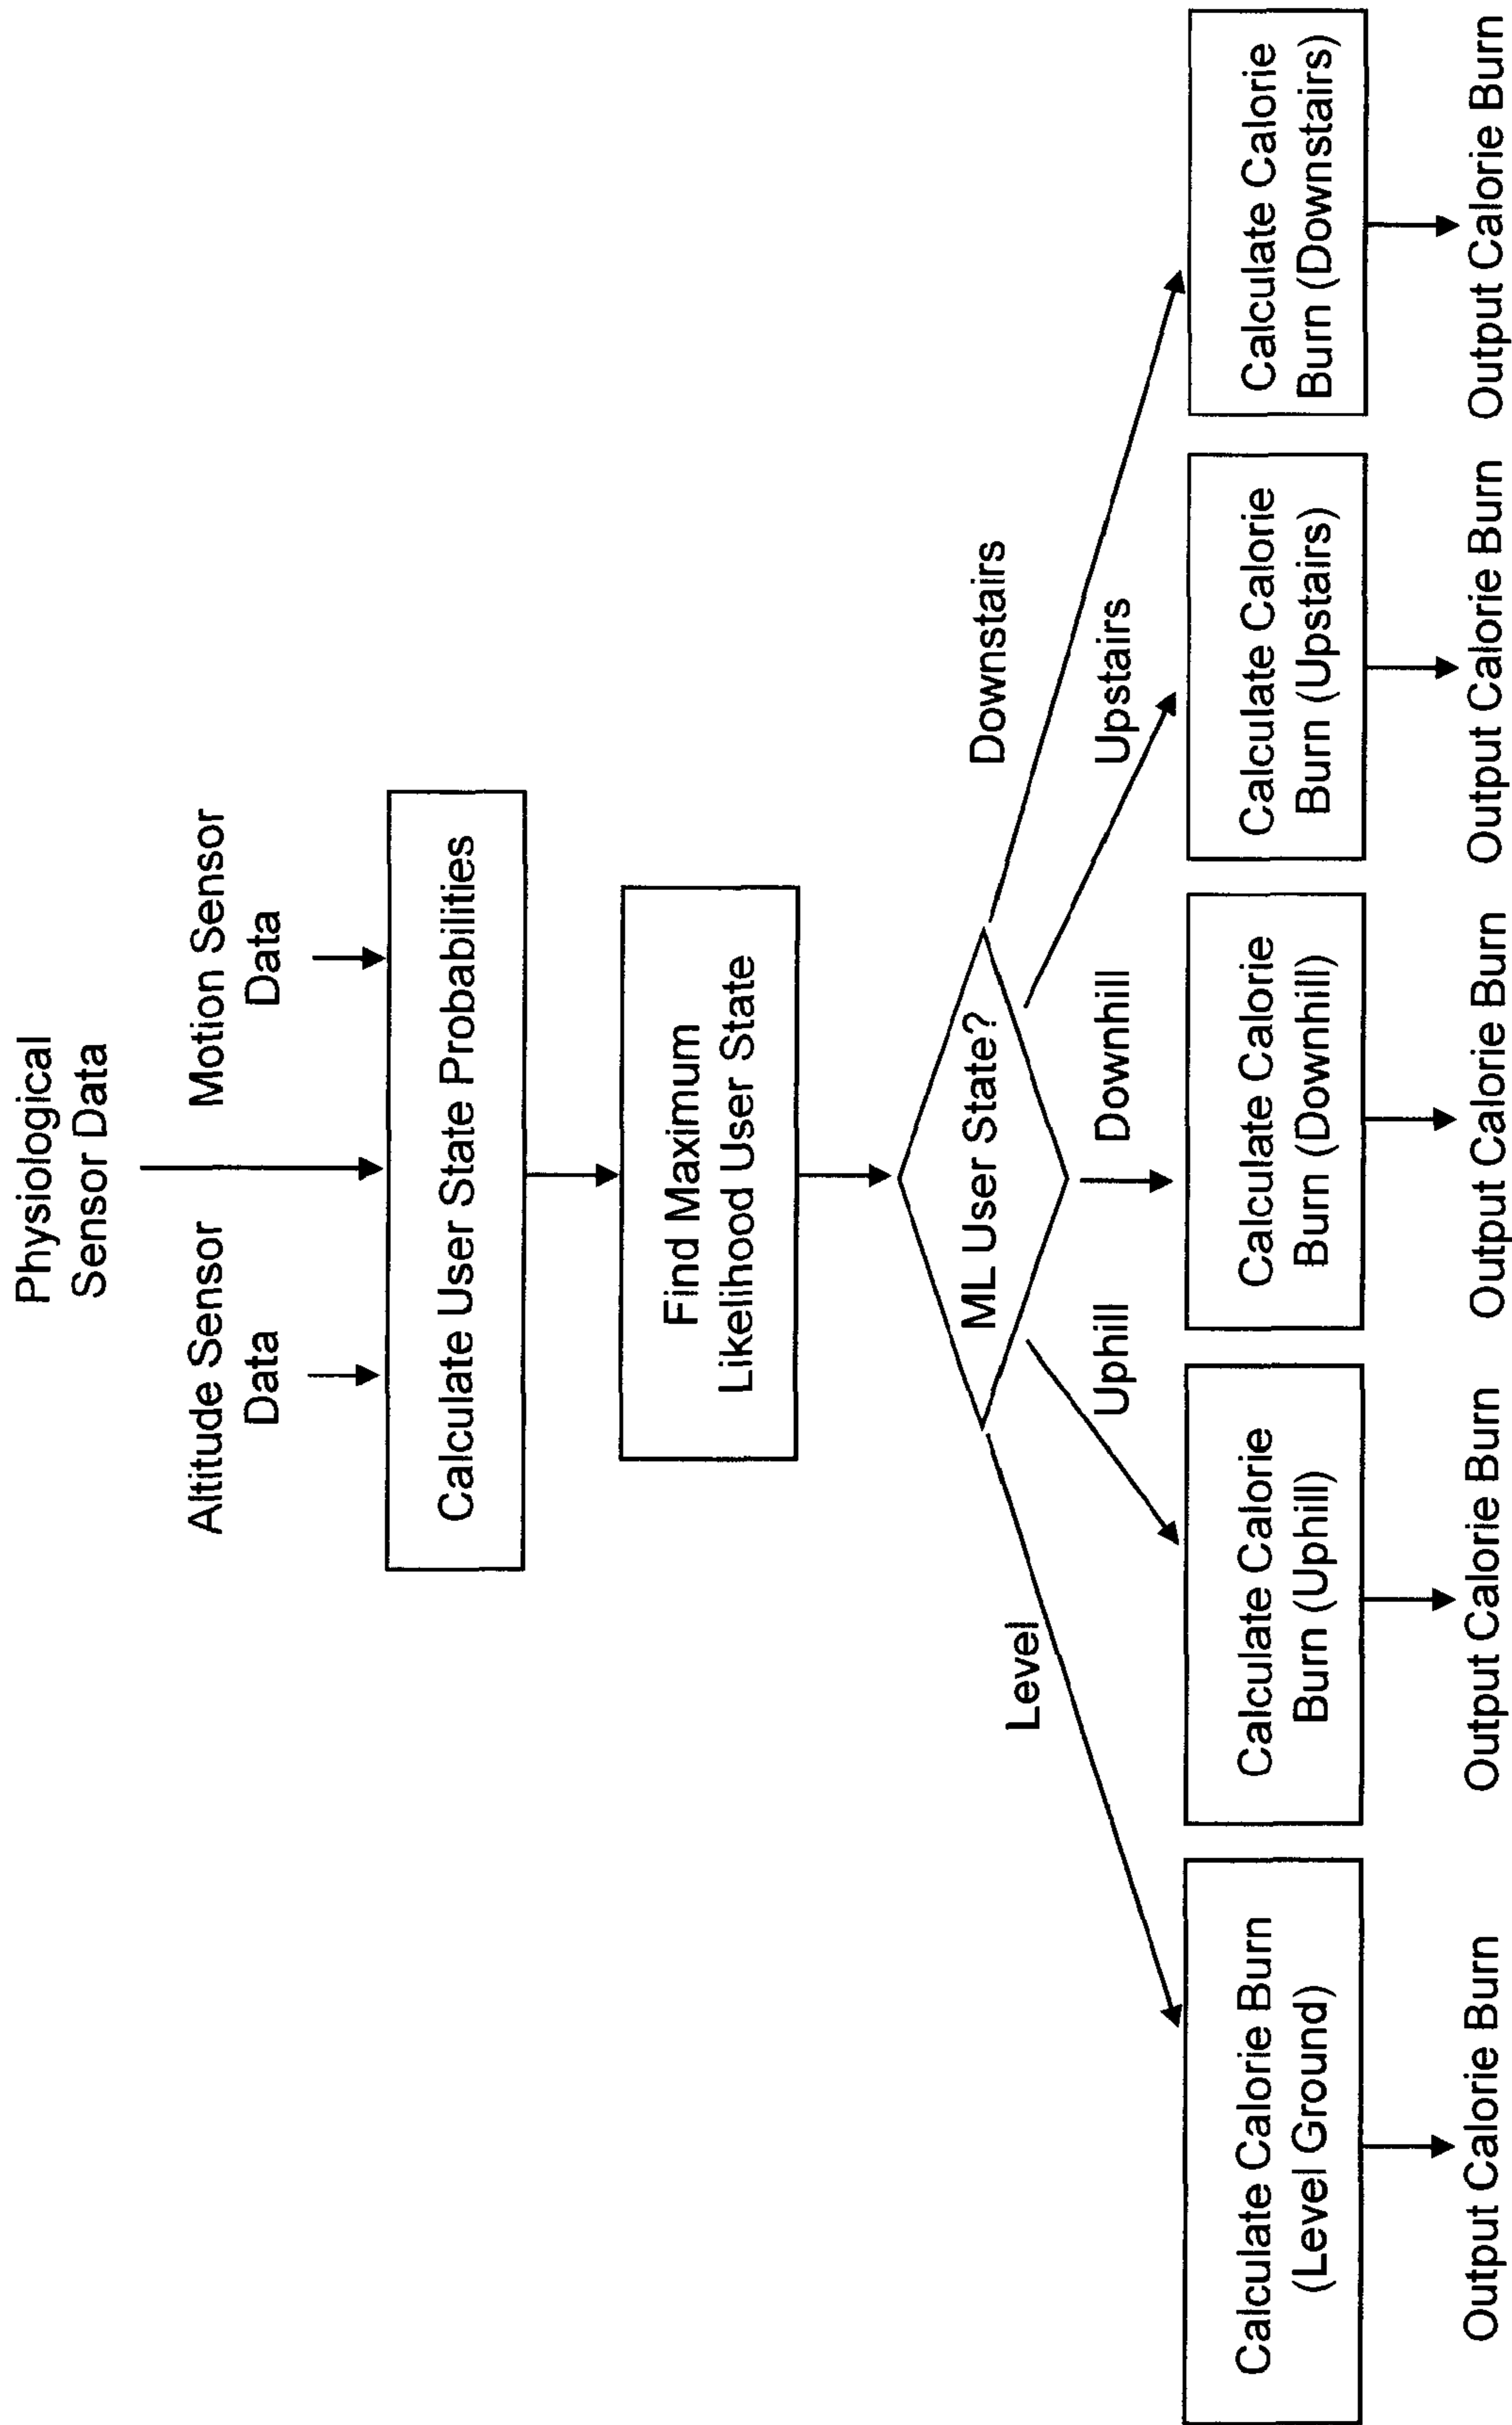 Physiological
Sensor Data
Altitude Sensor
Data
Motion Sensor
Data
Calculate User State Probabilities
Find Maximum
Likelihood User State
ML User State?
Level
Uphill
Downhill
Upstairs
Downstairs
Calculate Calorie Burn
(Level Ground)
Calculate Calorie
Burn (Uphill)
Calculate Calorie
Burn (Downhill)
Calculate Calorie
Burn (Upstairs)
Calculate Calorie
Burn (Downstairs)
Output Calorie Burn
Output Calorie Burn
Output Calorie Burn
Output Calorie Burn
Output Calorie Burn